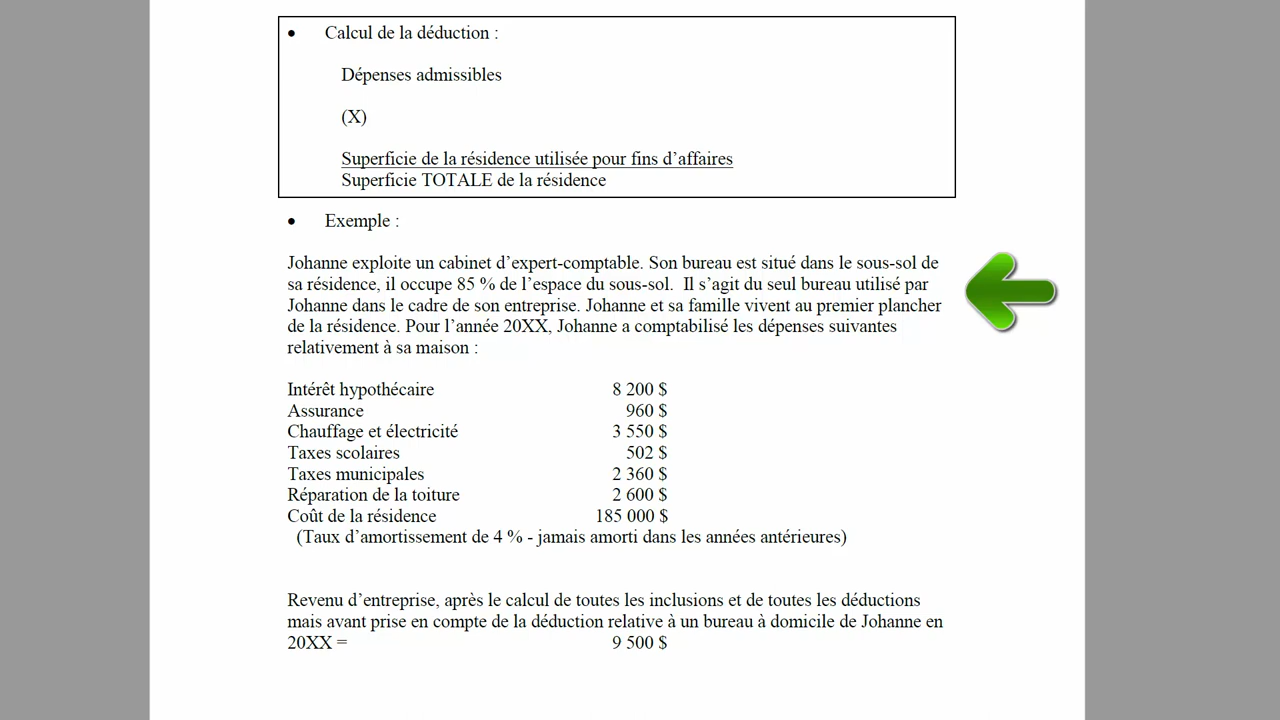 • Calcul de la déduction :
Dépenses admissibles
(X)
Superficie de la résidence utilisée pour fins d’affaires
Superficie TOTALE de la résidence
• Exemple :
Johanne exploite un cabinet d’expert-comptable. Son bureau est situé dans le sous-sol de
sa résidence, il occupe 85 % de l’espace du sous-sol. Il s’agit du seul bureau utilisé par
Johanne dans le cadre de son entreprise. Johanne et sa famille vivent au premier plancher
de la résidence. Pour l’année 20XX, Johanne a comptabilisé les dépenses suivantes
relativement à sa maison :
Intérêt hypothécaire 8 200 $
Assurance 960 $
Chauffage et électricité 3 550 $
Taxes scolaires 502 $
Taxes municipales 2 360 $
Réparation de la toiture 2 600 $
Coût de la résidence 185 000 $
(Taux d’amortissement de 4 % - jamais amorti dans les années antérieures)
Revenu d’entreprise, après le calcul de toutes les inclusions et de toutes les déductions
mais avant prise en compte de la déduction relative à un bureau à domicile de Johanne en
20XX = 9 500 $